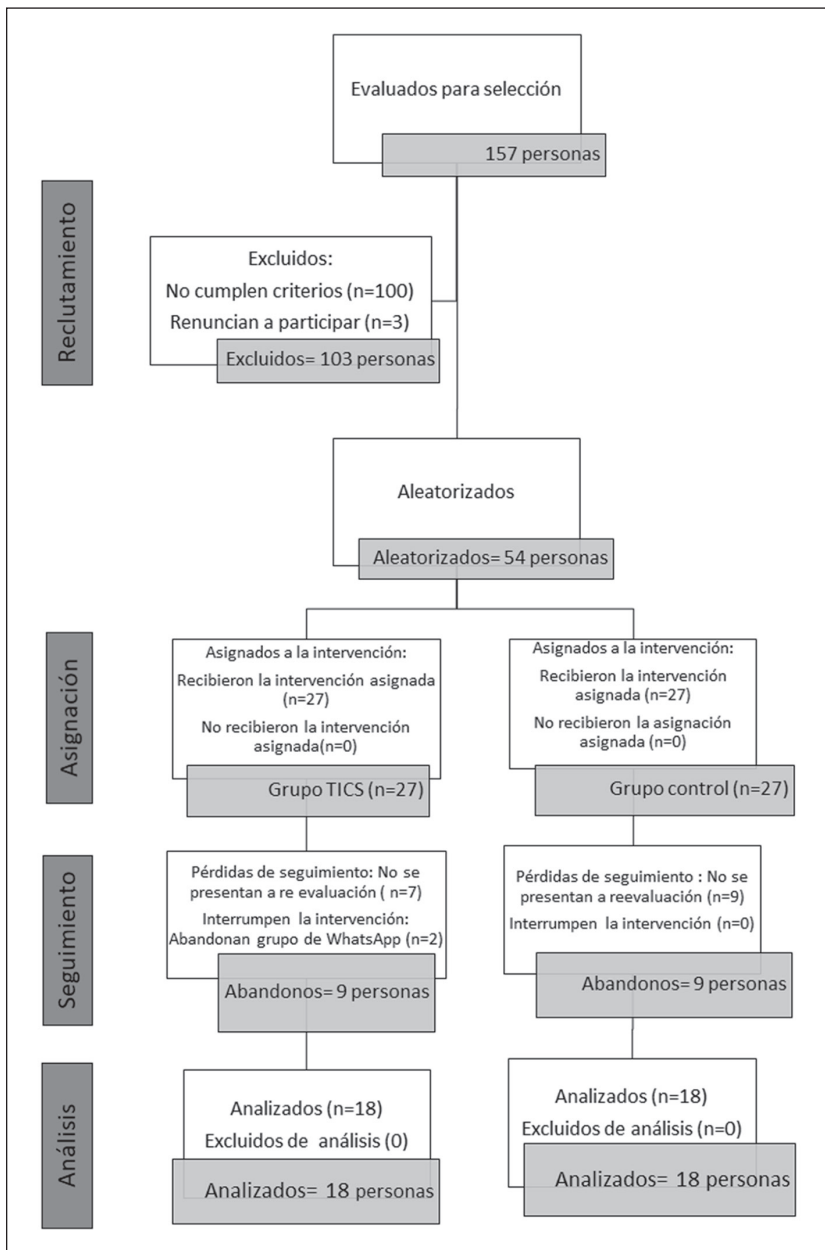 Evaluados para selección
157 personas
Reclutamiento
Excluidos:
No cumplen criterios (n=100)
Renuncian a participar (n=3)
Excluidos= 103 personas
Aleatorizados
Aleatorizados= 54 personas
Asignación
Asignados a la intervención:
Recibieron la intervención asignada
(n=27)
No recibieron la intervención
asignada(n=0)
Grupo TICS (n=27)
Asignados a la intervención:
Recibieron la intervención
asignada (n=27)
No recibieron la asignación
asignada (n=0)
Grupo control (n=27)
Seguimiento
Pérdidas de seguimiento: No se
presentan a re evaluación ( n=7)
Interrumpen la intervención:
Abandonan grupo de WhatsApp (n=2)
Abandonos= 9 personas
Pérdidas de seguimiento : No se
presentan a reevaluación (n=9)
Interrumpen la intervención (n=0)
Abandonos= 9 personas
Análisis
Analizados (n=18)
Excluidos de análisis (0)
Analizados= 18 personas
Analizados (n=18)
Excluidos de análisis (n=0)
Analizados= 18 personas